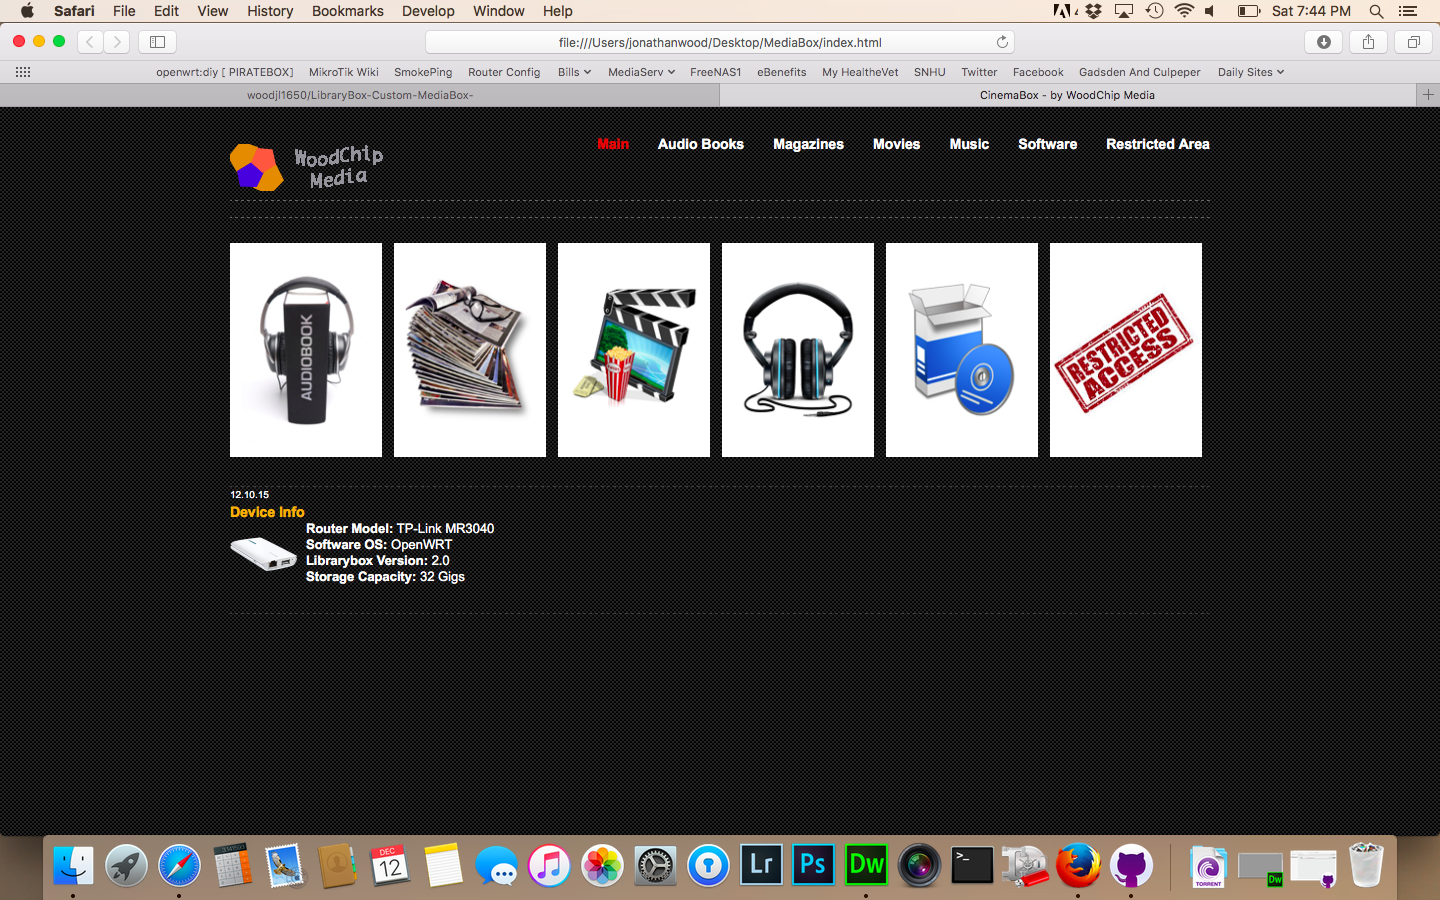 Safari File Edit View History Bookmarks Develop Window Help Sat 7:44 PM
file:///Users/jonathanwood/Desktop/MediaBox/index.html
openwrt:diy [ PIRATEBOX] MikroTik Wiki SmokePing Router Config Bills MediaServ FreeNAS1 eBenefits My HealtheVet SNHU Twitter Facebook Gadsden And Culpeper Daily Sites
woodjl1650/LibraryBox-Custom-MediaBox- CinemaBox - by WoodChip Media
WoodChip
Media
Main Audio Books Magazines Movies Music Software Restricted Area
AUDIOBOOK
RESTRICTED
ACCESS
12.10.15
Device Info
Router Model: TP-Link MR3040
Software OS: OpenWRT
Librarybox Version: 2.0
Storage Capacity: 32 Gigs
DEC
12
Lr Ps Dw
>_
TORRENT
Dw